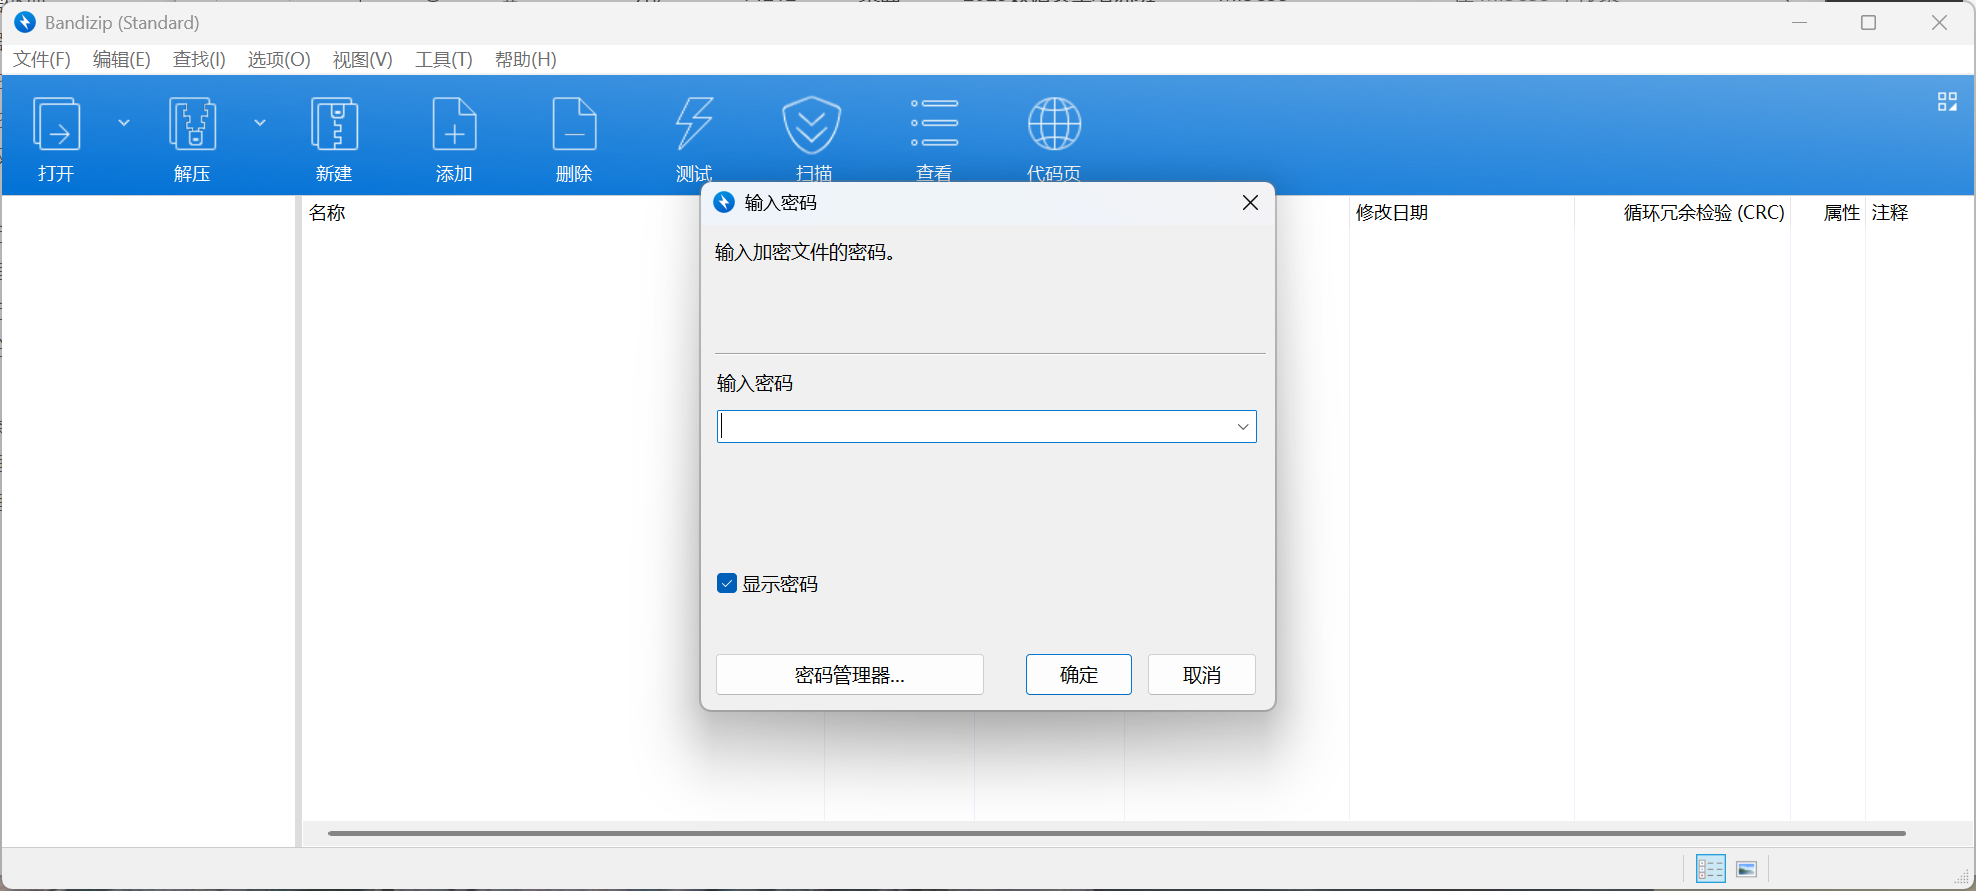 Bandizip (Standard)
文件(F) 编辑(E) 查找(I) 选项(O) 视图(V) 工具(T) 帮助(H)
打开 解压 新建 添加 删除 测试 扫描 查看 代码页
名称 修改日期 循环冗余检验 (CRC) 属性 注释
输入密码
输入加密文件的密码。
输入密码
显示密码
密码管理器... 确定 取消